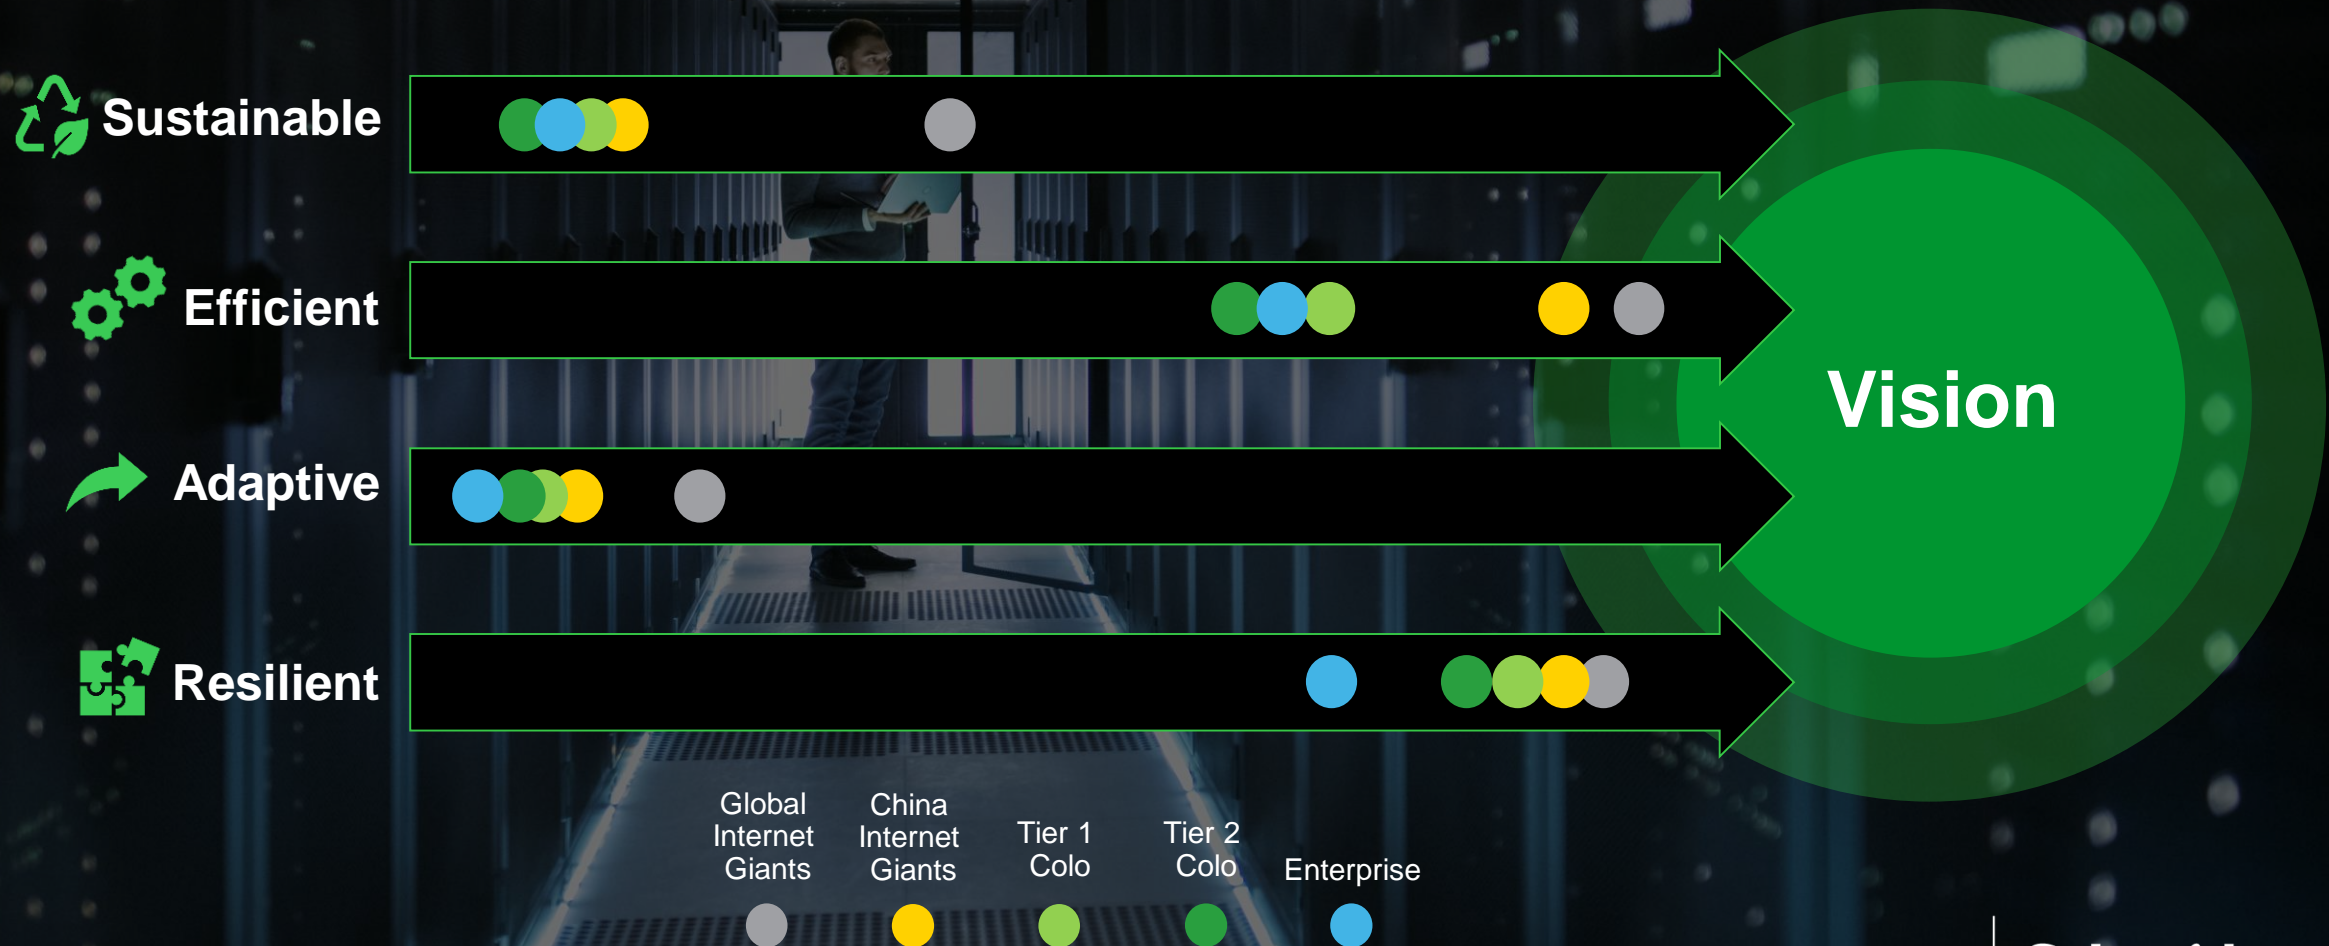 Sustainable
Efficient
Adaptive
Resilient
Vision
Global
Internet
Giants
China
Internet
Giants
Tier 1
Colo
Tier 2
Colo
Enterprise